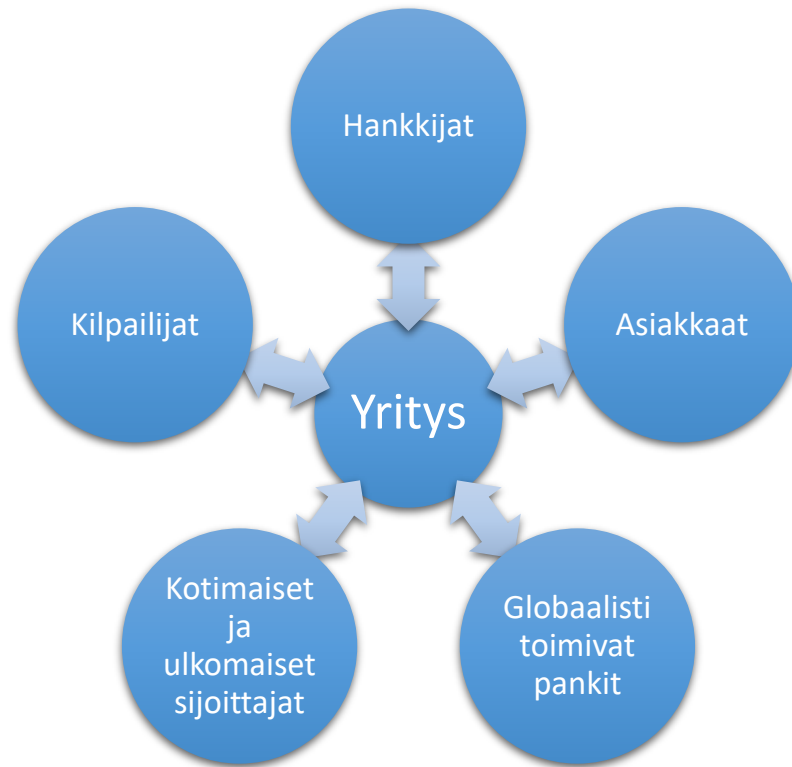 Hankkijat
Kilpailijat
Asiakkaat
Yritys
Kotimaiset
ja
ulkomaiset
sijoittajat
Globaalisti
toimivat
pankit